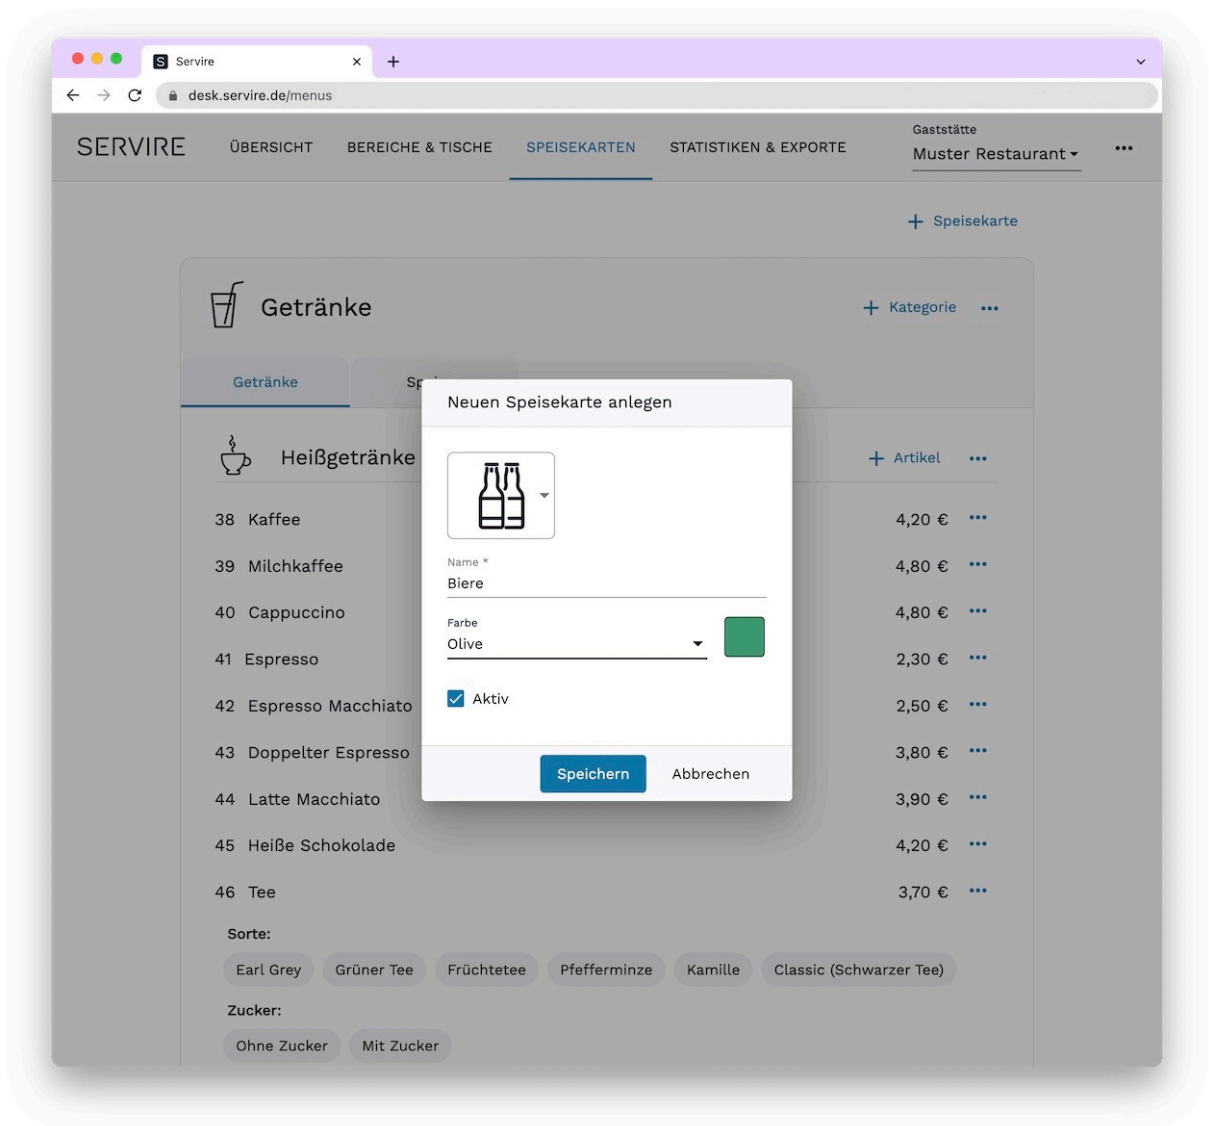 S Servire
desk.servire.de/menus
SERVIRE ÜBERSICHT BEREICHE & TISCHE SPEISEKARTEN STATISTIKEN & EXPORTE
Gaststätte
Muster Restaurant
+ Speisekarte
Getränke
+ Kategorie
Getränke
Neuen Speisekarte anlegen
Heißgetränke
+ Artikel
38 Kaffee 4,20 €
39 Milchkaffee 4,80 €
40 Cappuccino 4,80 €
41 Espresso 2,30 €
42 Espresso Macchiato 2,50 €
43 Doppelter Espresso 3,80 €
44 Latte Macchiato 3,90 €
45 Heiße Schokolade 4,20 €
46 Tee 3,70 €
Name *
Biere
Farbe
Olive
Aktiv
Speichern Abbrechen
Sorte:
Earl Grey Grüner Tee Früchtetee Pfefferminze Kamille Classic (Schwarzer Tee)
Zucker:
Ohne Zucker Mit Zucker